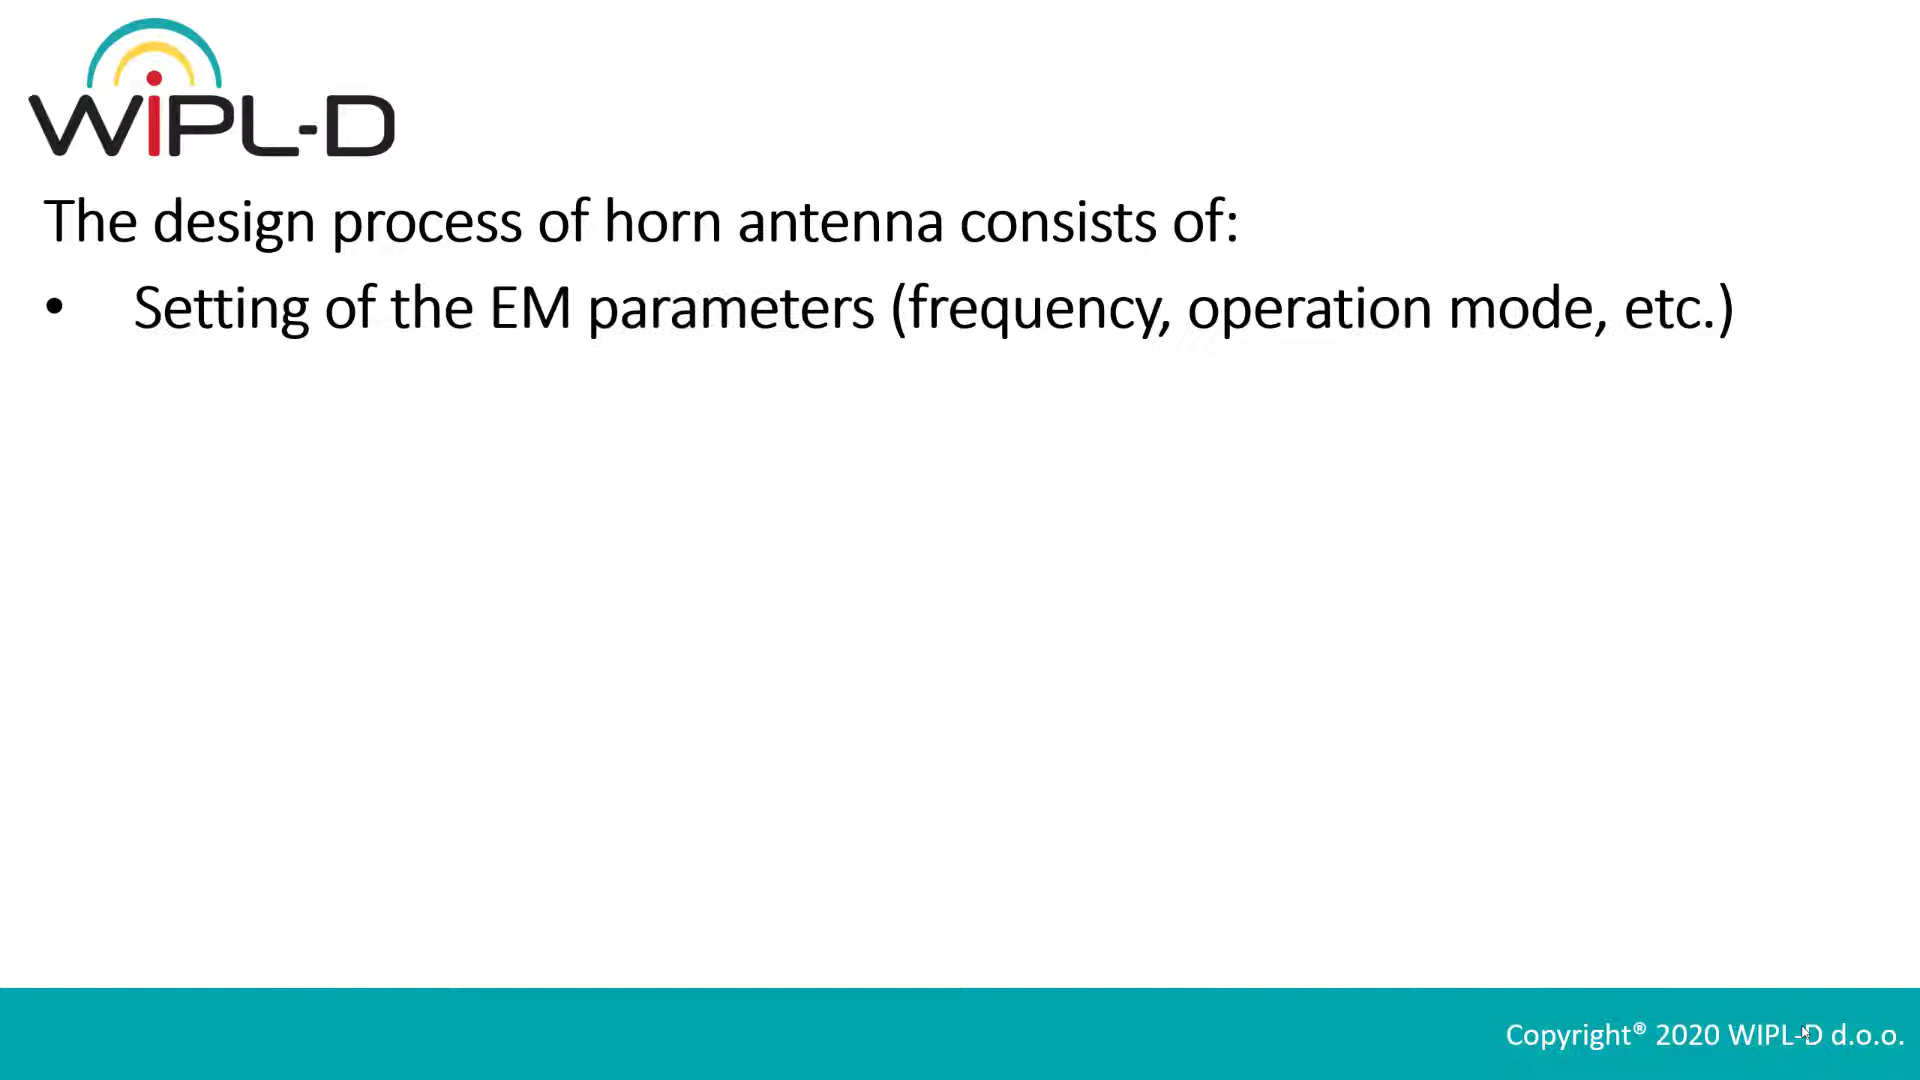 WiPL-D
The design process of horn antenna consists of:
• Setting of the EM parameters (frequency, operation mode, etc.)
Copyright® 2020 WIPL-D d.o.o.